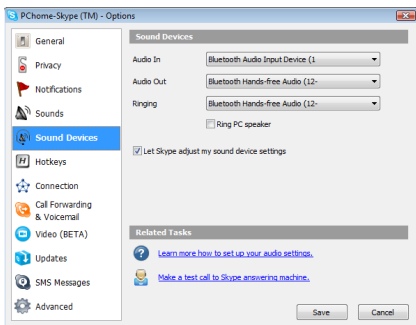 PChome-Skype (TM) - Options
General
Privacy
Notifications
Sounds
Sound Devices
Hotkeys
Connection
Call Forwarding
& Voicemail
Video (BETA)
Updates
SMS Messages
Advanced
Sound Devices
Audio In
Bluetooth Audio Input Device (1
Audio Out
Bluetooth Hands-free Audio (12-
Ringing
Bluetooth Hands-free Audio (12-
Ring PC speaker
Let Skype adjust my sound device settings
Related Tasks
Learn more how to set up your audio settings.
Make a test call to Skype answering machine.
Save
Cancel